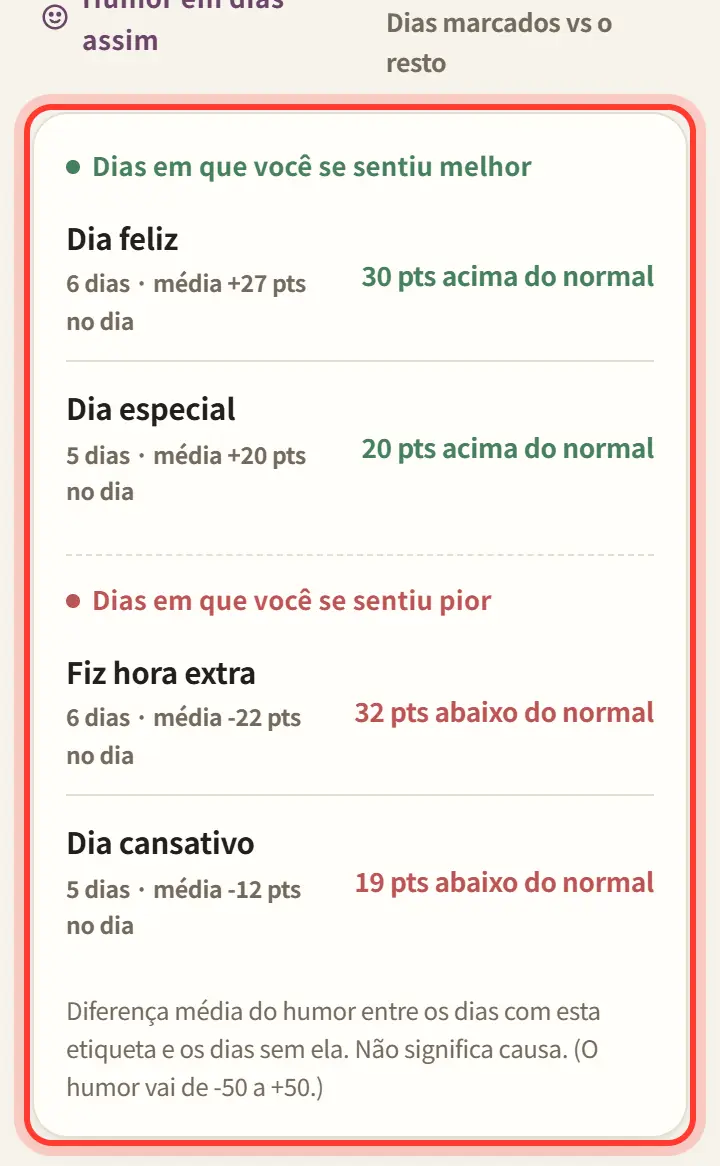 Humor em dias
assim
Dias marcados vs o
resto
Dias em que você se sentiu melhor
Dia feliz
6 dias · média +27 pts
no dia
30 pts acima do normal
Dia especial
5 dias · média +20 pts
no dia
20 pts acima do normal
Dias em que você se sentiu pior
Fiz hora extra
6 dias · média -22 pts
no dia
32 pts abaixo do normal
Dia cansativo
5 dias · média -12 pts
no dia
19 pts abaixo do normal
Diferença média do humor entre os dias com esta
etiqueta e os dias sem ela. Não significa causa. (O
humor vai de -50 a +50.)